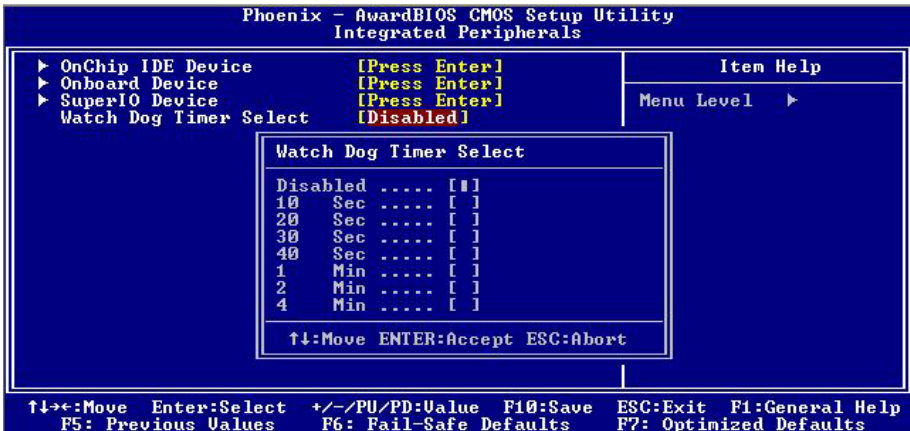 Phoenix - AwardBIOS CMOS Setup Utility
Integrated Peripherals
▶ OnChip IDE Device [Press Enter]
▶ Onboard Device [Press Enter]
▶ SuperIO Device [Press Enter]
Watch Dog Timer Select [Disabled]
Item Help
Menu Level ▶
Watch Dog Timer Select
Disabled ..... [▮]
10 Sec ..... [ ]
20 Sec ..... [ ]
30 Sec ..... [ ]
40 Sec ..... [ ]
1 Min ..... [ ]
2 Min ..... [ ]
4 Min ..... [ ]
↑↓:Move ENTER:Accept ESC:Abort
↑↓→←:Move Enter:Select +/-/PU/PD:Value F10:Save ESC:Exit F1:General Help
F5: Previous Values F6: Fail-Safe Defaults F7: Optimized Defaults